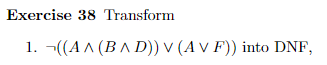 Exercise 38 Transform
1. ¬((A ∧ (B ∧ D)) ∨ (A ∨ F)) into DNF,